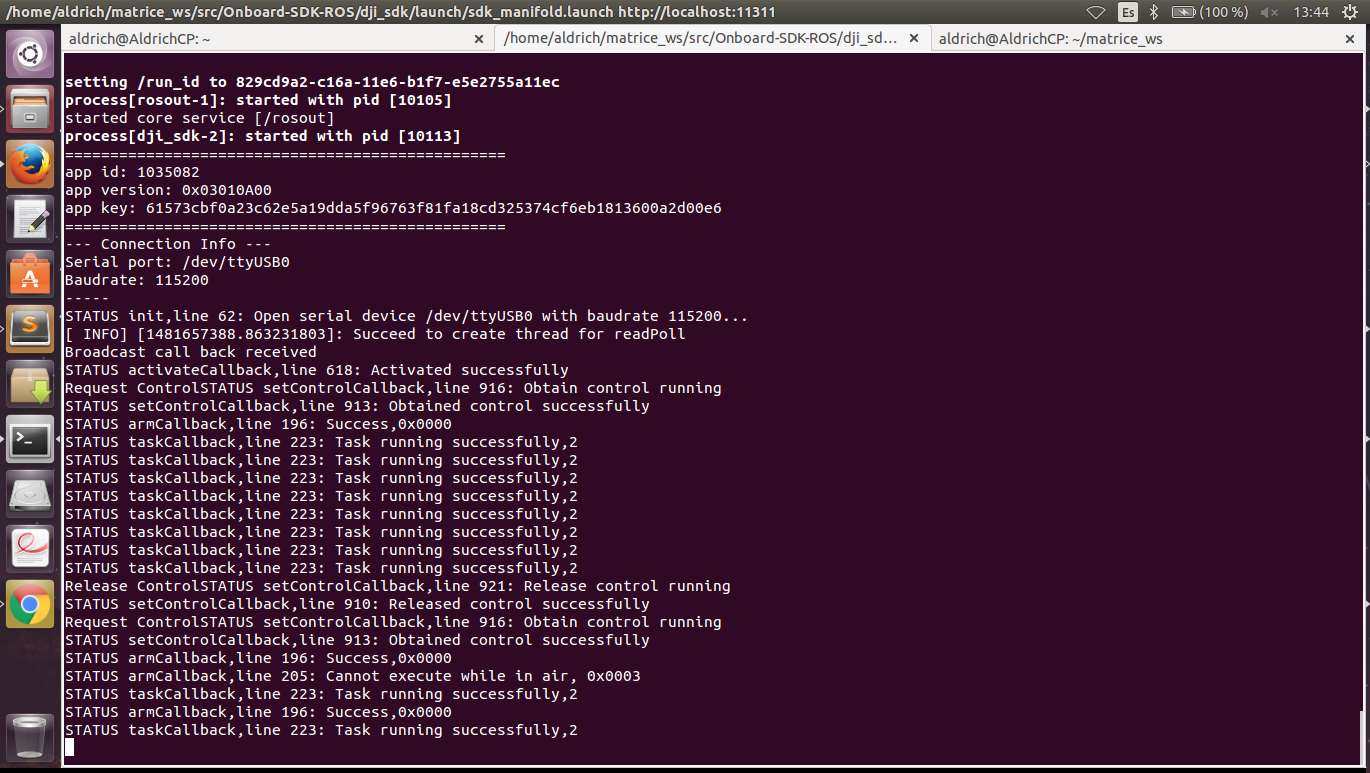 /home/aldrich/matrice_ws/src/Onboard-SDK-ROS/dji_sdk/launch/sdk_manifold.launch http://localhost:11311
Es
(100 %)
13:44
aldrich@AldrichCP: ~
/home/aldrich/matrice_ws/src/Onboard-SDK-ROS/dji_sd...
aldrich@AldrichCP: ~/matrice_ws
setting /run_id to 829cd9a2-c16a-11e6-b1f7-e5e2755a11ec
process[rosout-1]: started with pid [10105]
started core service [/rosout]
process[dji_sdk-2]: started with pid [10113]
=================================================
app id: 1035082
app version: 0x03010A00
app key: 61573cbf0a23c62e5a19dda5f96763f81fa18cd325374cf6eb1813600a2d00e6
=================================================
--- Connection Info ---
Serial port: /dev/ttyUSB0
Baudrate: 115200
-----
STATUS init,line 62: Open serial device /dev/ttyUSB0 with baudrate 115200...
[ INFO] [1481657388.863231803]: Succeed to create thread for readPoll
Broadcast call back received
STATUS activateCallback,line 618: Activated successfully
Request ControlSTATUS setControlCallback,line 916: Obtain control running
STATUS setControlCallback,line 913: Obtained control successfully
STATUS armCallback,line 196: Success,0x0000
STATUS taskCallback,line 223: Task running successfully,2
STATUS taskCallback,line 223: Task running successfully,2
STATUS taskCallback,line 223: Task running successfully,2
STATUS taskCallback,line 223: Task running successfully,2
STATUS taskCallback,line 223: Task running successfully,2
STATUS taskCallback,line 223: Task running successfully,2
STATUS taskCallback,line 223: Task running successfully,2
STATUS taskCallback,line 223: Task running successfully,2
Release ControlSTATUS setControlCallback,line 921: Release control running
STATUS setControlCallback,line 910: Released control successfully
Request ControlSTATUS setControlCallback,line 916: Obtain control running
STATUS setControlCallback,line 913: Obtained control successfully
STATUS armCallback,line 196: Success,0x0000
STATUS armCallback,line 205: Cannot execute while in air, 0x0003
STATUS taskCallback,line 223: Task running successfully,2
STATUS armCallback,line 196: Success,0x0000
STATUS taskCallback,line 223: Task running successfully,2